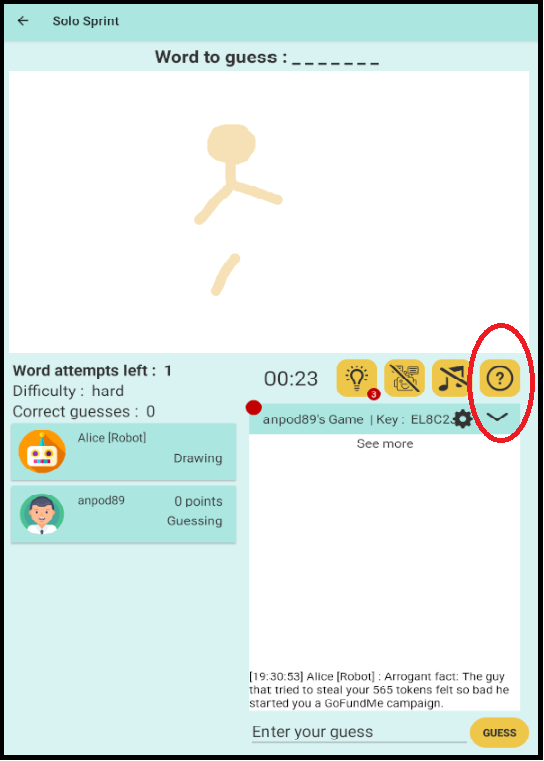 Solo Sprint
Word to guess : _ _ _ _ _ _ _
Word attempts left : 1
Difficulty : hard
Correct guesses : 0
Alice [Robot]
Drawing
anpod89
0 points
Guessing
00:23
3
?
anpod89's Game | Key : EL8C2J
See more
[19:30:53] Alice [Robot] : Arrogant fact: The guy
that tried to steal your 565 tokens felt so bad he
started you a GoFundMe campaign.
Enter your guess
GUESS